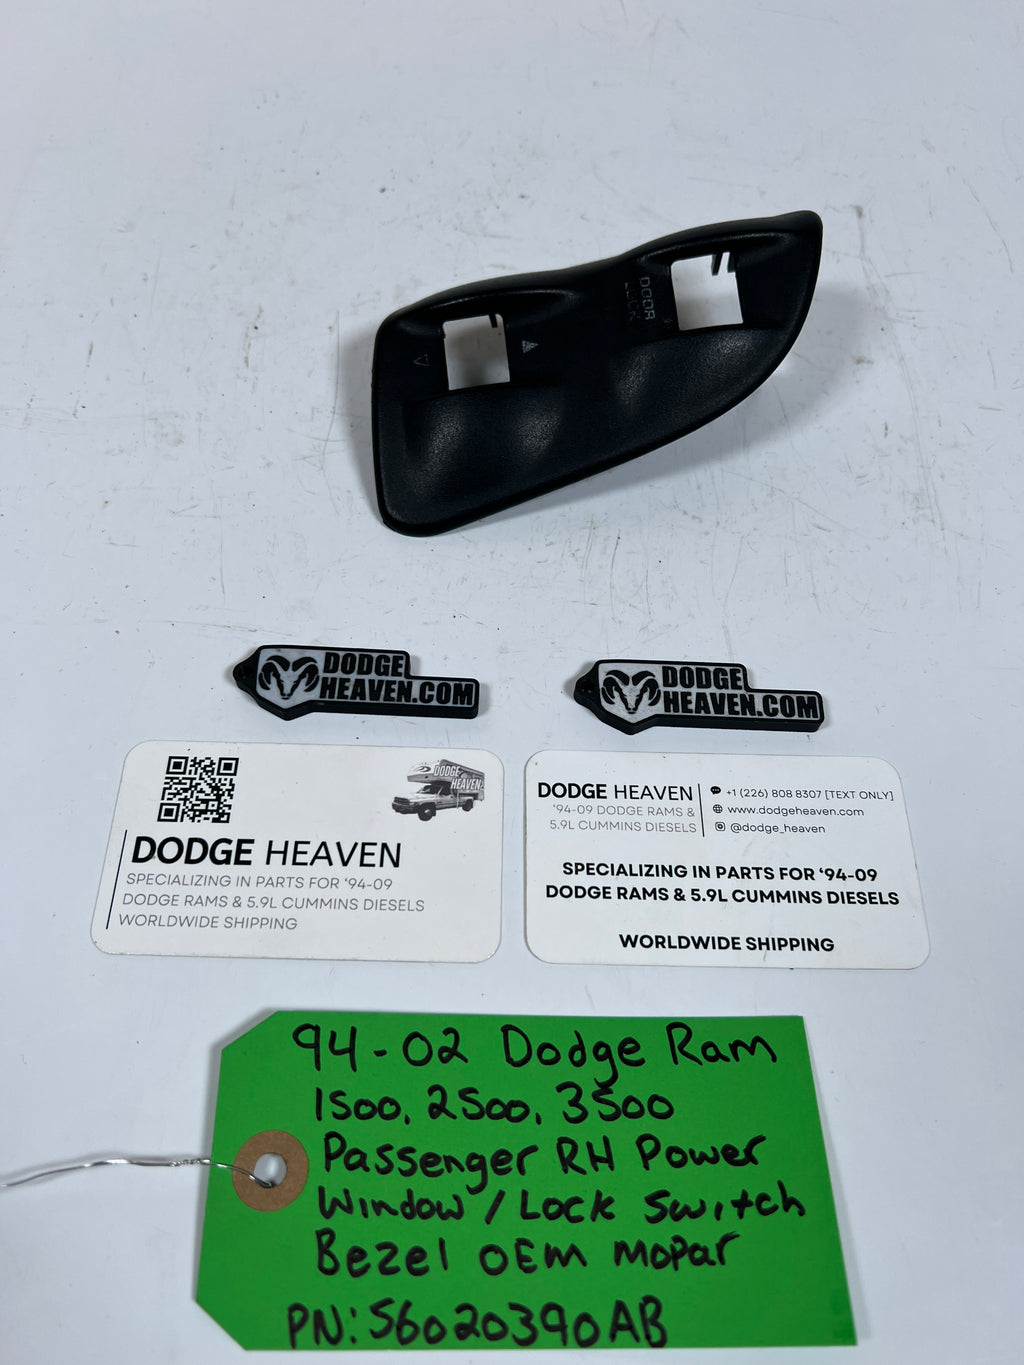 DOOR
LOCK
DODGE
HEAVEN.COM
DODGE
HEAVEN.COM
DODGE
HEAVEN
DODGE HEAVEN
SPECIALIZING IN PARTS FOR '94-09
DODGE RAMS & 5.9L CUMMINS DIESELS
WORLDWIDE SHIPPING
DODGE HEAVEN
'94-09 DODGE RAMS &
5.9L CUMMINS DIESELS
+1 (226) 808 8307 [TEXT ONLY]
www.dodgeheaven.com
@dodge_heaven
SPECIALIZING IN PARTS FOR '94-09
DODGE RAMS & 5.9L CUMMINS DIESELS
WORLDWIDE SHIPPING
94-02 Dodge Ram
1500, 2500, 3500
Passenger RH Power
Window / Lock Switch
Bezel OEM Mopar
PN: 56020390AB